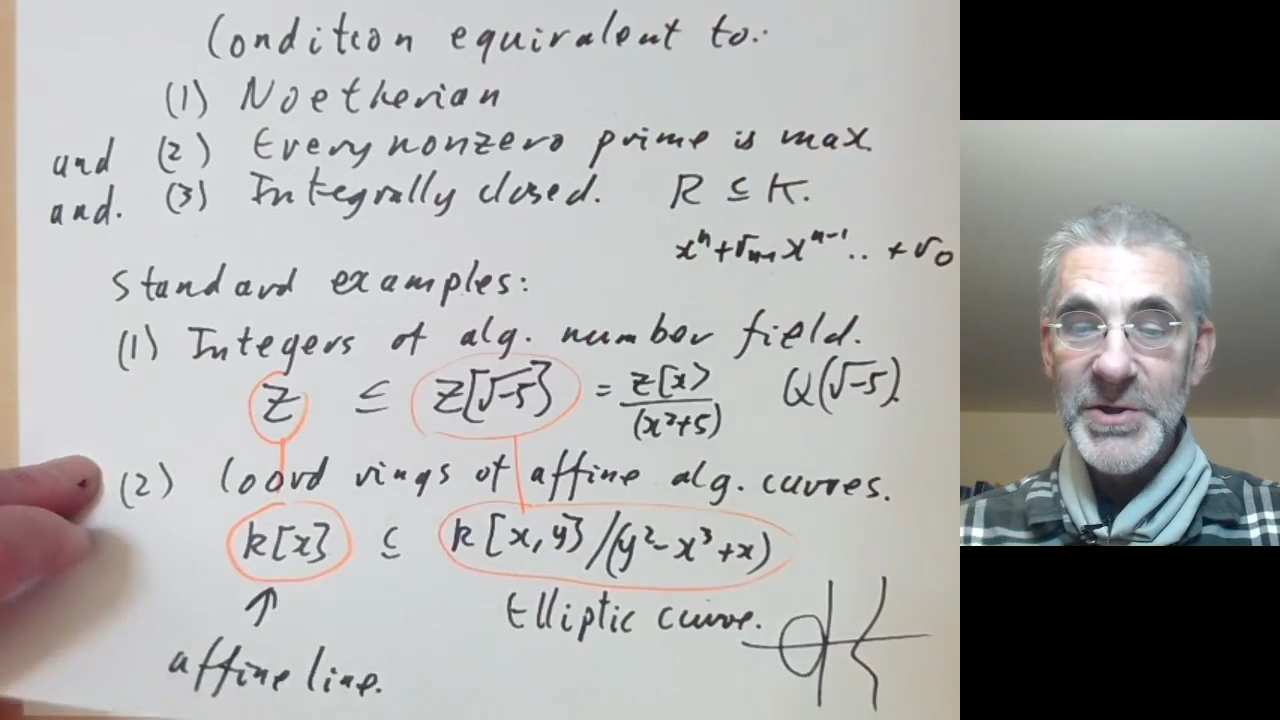 Condition equivalent to:
(1) Noetherian
and (2) Every nonzero prime is max.
and. (3) Integrally closed. R ⊆ K.
xⁿ + rₙ₋₁xⁿ⁻¹ .. + r₀
Standard examples:
(1) Integers of alg. number field.
Z ⊆ Z[√-5] = Z[x]/(x²+5) Q(√-5).
(2) Coord rings of affine alg. curves.
k[x] ⊆ k[x,y]/(y²-x³+x)
↑ Elliptic curve.
affine line.